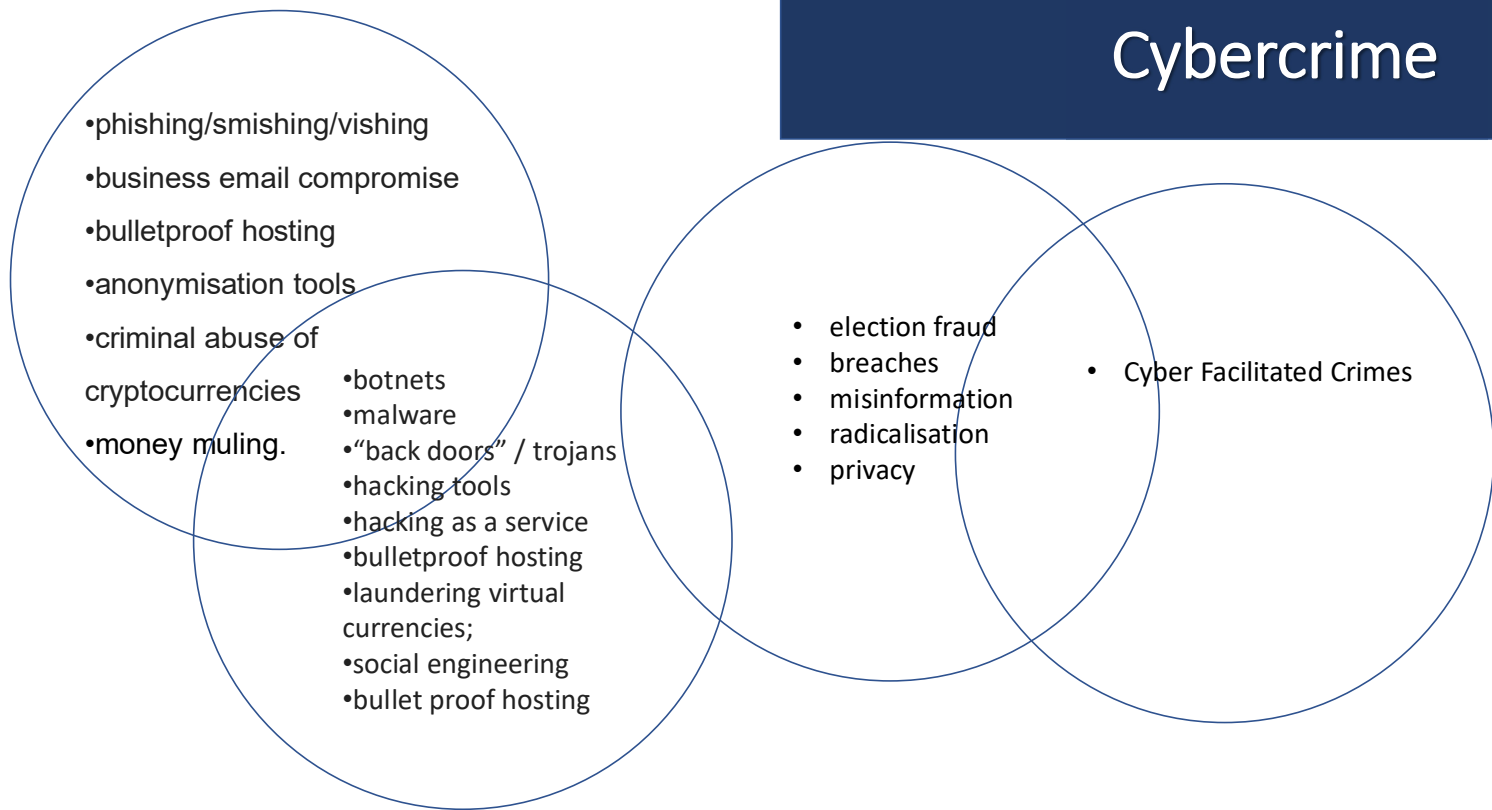 Cybercrime
•phishing/smishing/vishing
•business email compromise
•bulletproof hosting
•anonymisation tools
•criminal abuse of
cryptocurrencies
•money muling.
•botnets
•malware
•“back doors” / trojans
•hacking tools
•hacking as a service
•bulletproof hosting
•laundering virtual
currencies;
•social engineering
•bullet proof hosting
• election fraud
• breaches
• misinformation
• radicalisation
• privacy
• Cyber Facilitated Crimes